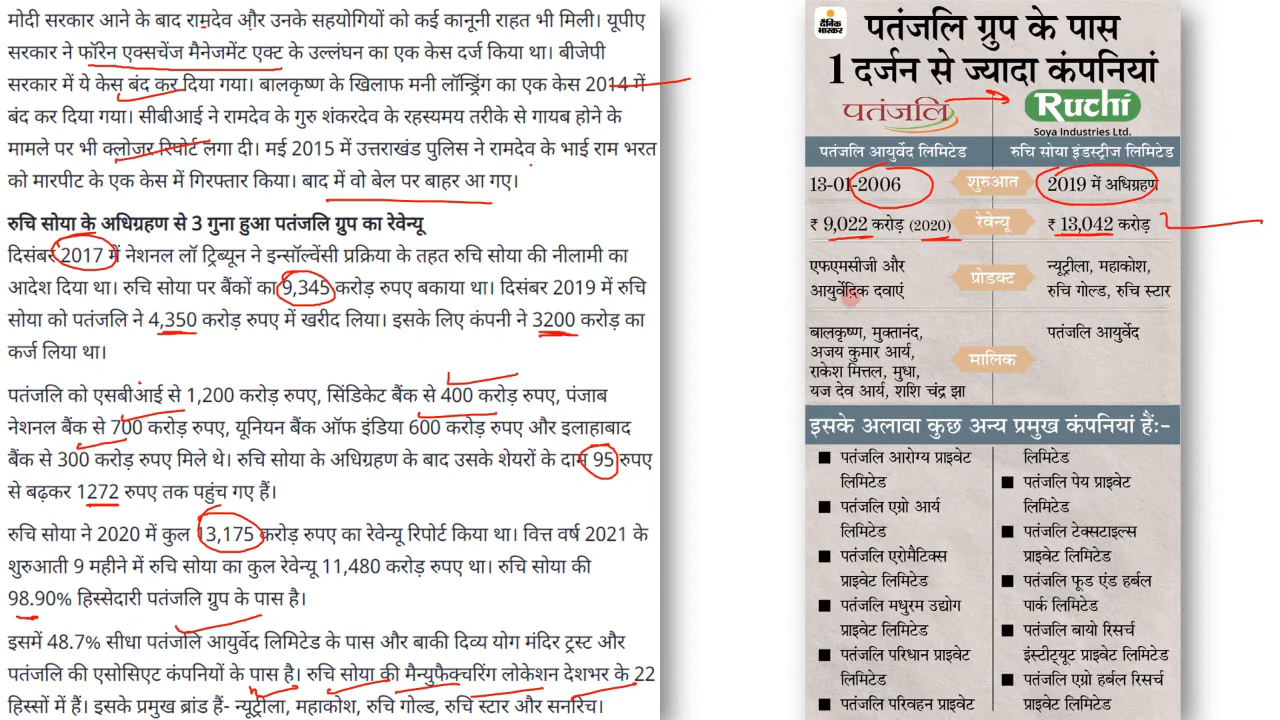 मोदी सरकार आने के बाद रामदेव और उनके सहयोगियों को कई कानूनी राहत भी मिली। यूपीए
सरकार ने फॉरेन एक्सचेंज मैनेजमेंट एक्ट के उल्लंघन का एक केस दर्ज किया था। बीजेपी
सरकार में ये केस बंद कर दिया गया। बालकृष्ण के खिलाफ मनी लॉन्ड्रिंग का एक केस 2014 में
बंद कर दिया गया। सीबीआई ने रामदेव के गुरु शंकरदेव के रहस्यमय तरीके से गायब होने के
मामले पर भी क्लोजर रिपोर्ट लगा दी। मई 2015 में उत्तराखंड पुलिस ने रामदेव के भाई राम भरत
को मारपीट के एक केस में गिरफ्तार किया। बाद में वो बेल पर बाहर आ गए।
रुचि सोया के अधिग्रहण से 3 गुना हुआ पतंजलि ग्रुप का रेवेन्यू
दिसंबर 2017 में नेशनल लॉ ट्रिब्यून ने इन्सॉल्वेंसी प्रक्रिया के तहत रुचि सोया की नीलामी का
आदेश दिया था। रुचि सोया पर बैंकों का 9,345 करोड़ रुपए बकाया था। दिसंबर 2019 में रुचि
सोया को पतंजलि ने 4,350 करोड़ रुपए में खरीद लिया। इसके लिए कंपनी ने 3200 करोड़ का
कर्ज लिया था।
पतंजलि को एसबीआई से 1,200 करोड़ रुपए, सिंडिकेट बैंक से 400 करोड़ रुपए, पंजाब
नेशनल बैंक से 700 करोड़ रुपए, यूनियन बैंक ऑफ इंडिया 600 करोड़ रुपए और इलाहाबाद
बैंक से 300 करोड़ रुपए मिले थे। रुचि सोया के अधिग्रहण के बाद उसके शेयरों के दाम 95 रुपए
से बढ़कर 1272 रुपए तक पहुंच गए हैं।
रुचि सोया ने 2020 में कुल 13,175 करोड़ रुपए का रेवेन्यू रिपोर्ट किया था। वित्त वर्ष 2021 के
शुरुआती 9 महीने में रुचि सोया का कुल रेवेन्यू 11,480 करोड़ रुपए था। रुचि सोया की
98.90% हिस्सेदारी पतंजलि ग्रुप के पास है।
इसमें 48.7% सीधा पतंजलि आयुर्वेद लिमिटेड के पास और बाकी दिव्य योग मंदिर ट्रस्ट और
पतंजलि की एसोसिएट कंपनियों के पास है। रुचि सोया की मैन्युफैक्चरिंग लोकेशन देशभर के 22
हिस्सों में हैं। इसके प्रमुख ब्रांड हैं- न्यूट्रीला, महाकोश, रुचि गोल्ड, रुचि स्टार और सनरिच।
दैनिक भास्कर
पतंजलि ग्रुप के पास
1 दर्जन से ज्यादा कंपनियां
पतंजलि Ruchi
Soya Industries Ltd.
पतंजलि आयुर्वेद लिमिटेड रुचि सोया इंडस्ट्रीज लिमिटेड
13-01-2006 शुरुआत 2019 में अधिग्रहण
₹ 9,022 करोड़ (2020) रेवेन्यू ₹ 13,042 करोड़
एफएमसीजी और
आयुर्वेदिक दवाएं
प्रोडक्ट
न्यूट्रीला, महाकोश,
रुचि गोल्ड, रुचि स्टार
बालकृष्ण, मुक्तानंद,
अजय कुमार आर्य,
राकेश मित्तल, मुधा,
यज देव आर्य, शशि चंद्र झा
मालिक
पतंजलि आयुर्वेद
इसके अलावा कुछ अन्य प्रमुख कंपनियां हैं:-
■ पतंजलि आरोग्य प्राइवेट
लिमिटेड
■ पतंजलि एग्रो आर्य
लिमिटेड
■ पतंजलि एरोमैटिक्स
प्राइवेट लिमिटेड
■ पतंजलि मधुरम उद्योग
प्राइवेट लिमिटेड
■ पतंजलि परिधान प्राइवेट
लिमिटेड
■ पतंजलि परिवहन प्राइवेट
लिमिटेड
■ पतंजलि पेय प्राइवेट
लिमिटेड
■ पतंजलि टेक्सटाइल्स
प्राइवेट लिमिटेड
■ पतंजलि फूड एंड हर्बल
पार्क लिमिटेड
■ पतंजलि बायो रिसर्च
इंस्टीट्यूट प्राइवेट लिमिटेड
■ पतंजलि एग्रो हर्बल रिसर्च
प्राइवेट लिमिटेड